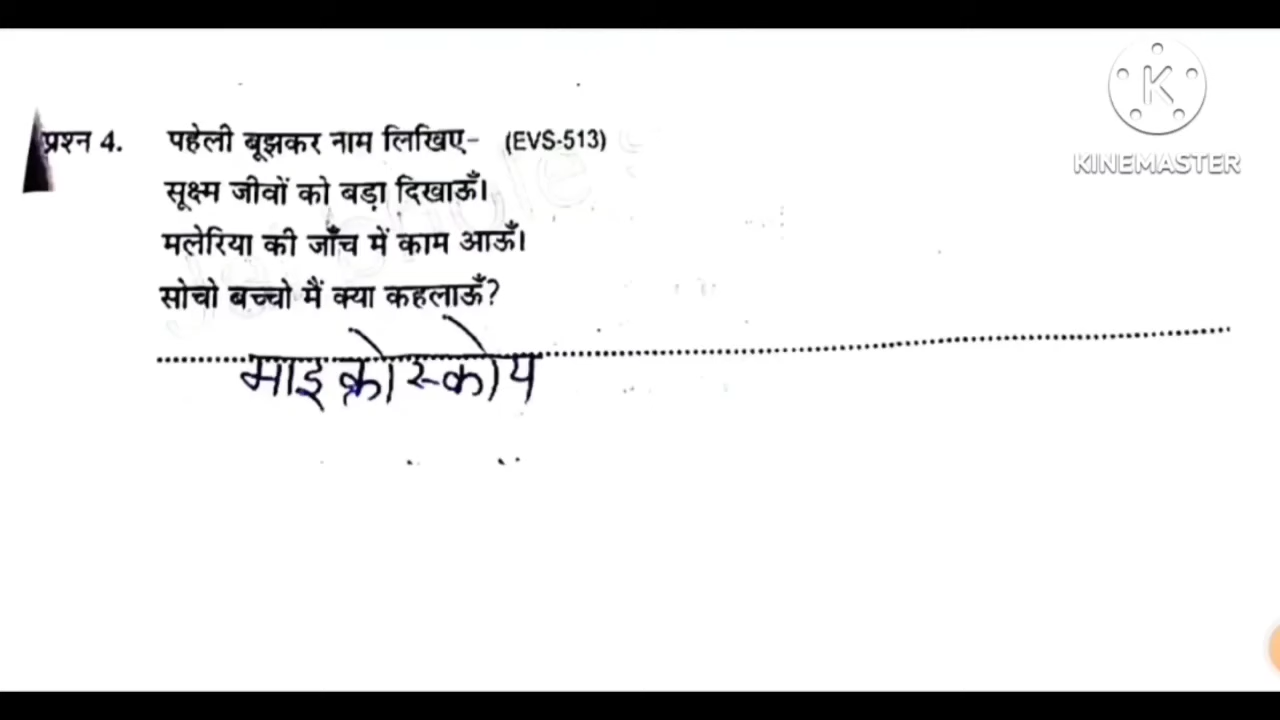 प्रश्न 4. पहेली बूझकर नाम लिखिए- (EVS-513)
सूक्ष्म जीवों को बड़ा दिखाऊँ।
मलेरिया की जाँच में काम आऊँ।
सोचो बच्चो मैं क्या कहलाऊँ?
माइक्रोस्कोप
K
KINEMASTER